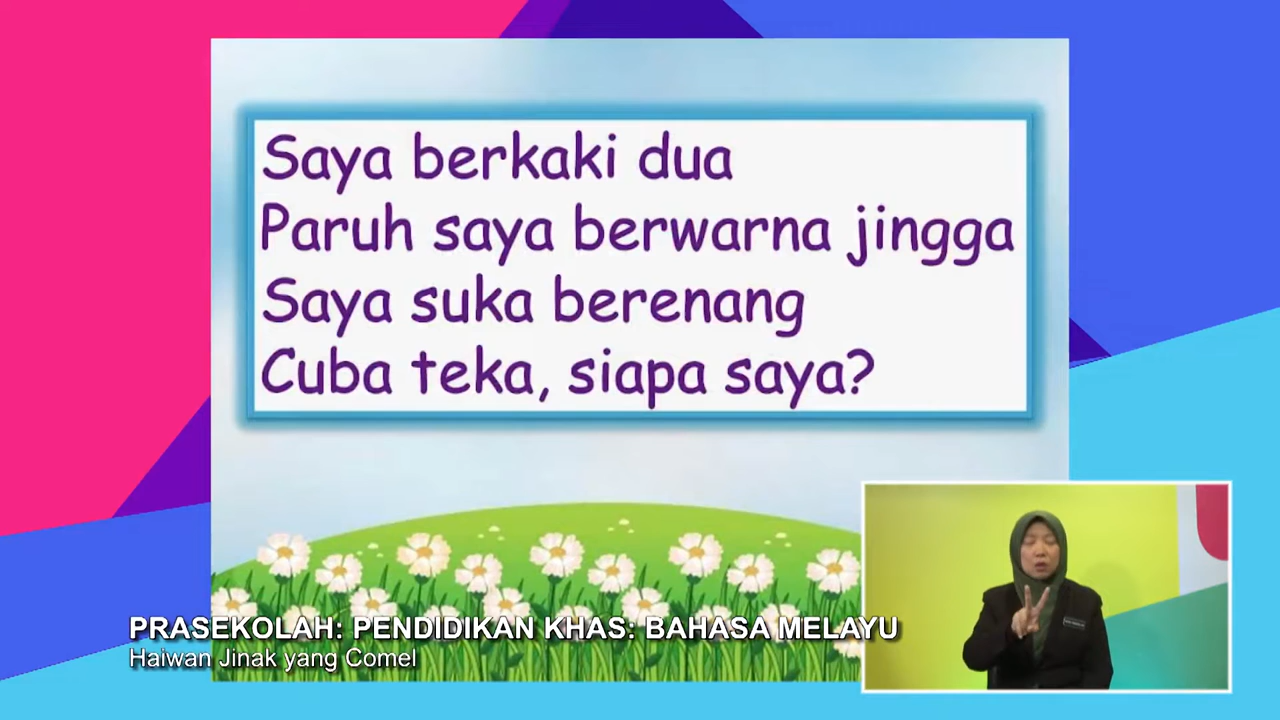 Saya berkaki dua
Paruh saya berwarna jingga
Saya suka berenang
Cuba teka, siapa saya?
PRASEKOLAH: PENDIDIKAN KHAS: BAHASA MELAYU
Haiwan Jinak yang Comel